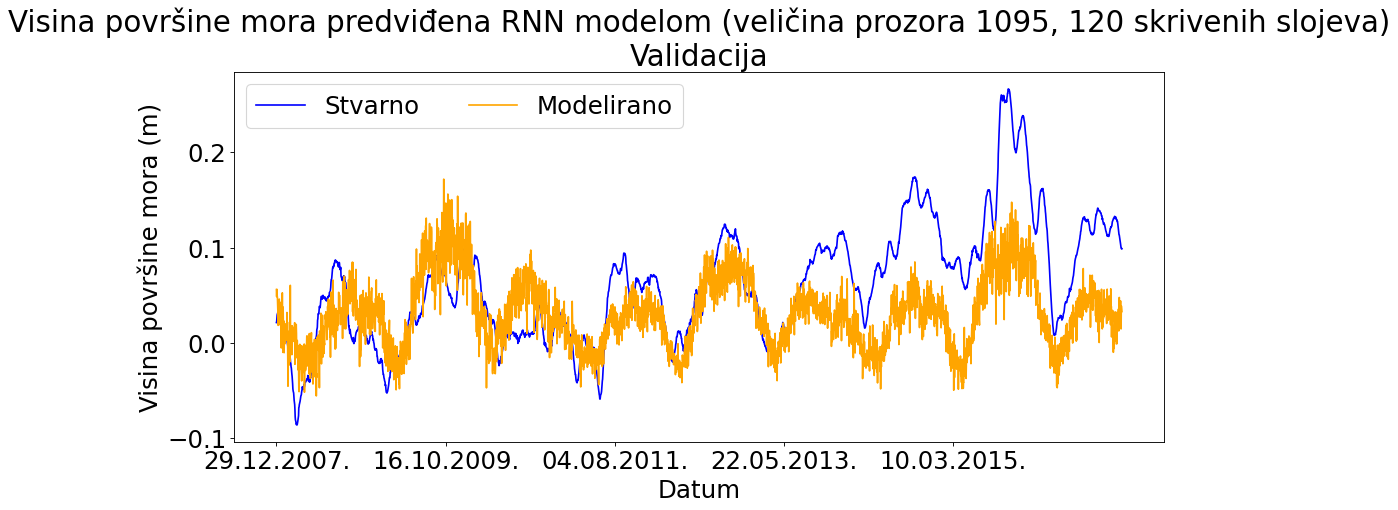 Visina površine mora predviđena RNN modelom (veličina prozora 1095, 120 skrivenih slojeva)
Validacija
Stvarno Modelirano
Visina površine mora (m)
0.2
0.1
0.0
−0.1
29.12.2007. 16.10.2009. 04.08.2011. 22.05.2013. 10.03.2015.
Datum